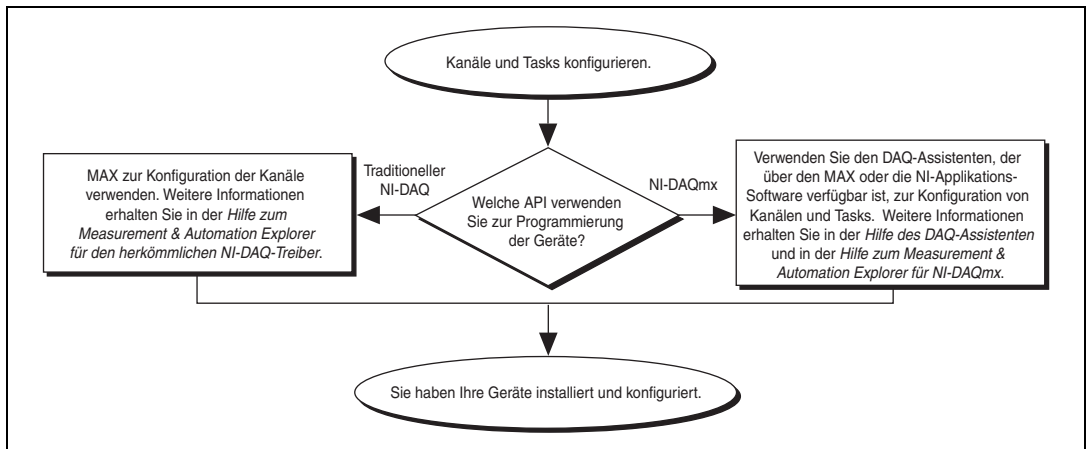 Kanäle und Tasks konfigurieren.
MAX zur Konfiguration der Kanäle
verwenden. Weitere Informationen
erhalten Sie in der Hilfe zum
Measurement & Automation Explorer
für den herkömmlichen NI-DAQ-Treiber.
Traditioneller
NI-DAQ
Welche API verwenden
Sie zur Programmierung
der Geräte?
NI-DAQmx
Verwenden Sie den DAQ-Assistenten, der
über den MAX oder die NI-Applikations-
Software verfügbar ist, zur Konfiguration von
Kanälen und Tasks. Weitere Informationen
erhalten Sie in der Hilfe des DAQ-Assistenten
und in der Hilfe zum Measurement &
Automation Explorer für NI-DAQmx.
Sie haben Ihre Geräte installiert und konfiguriert.